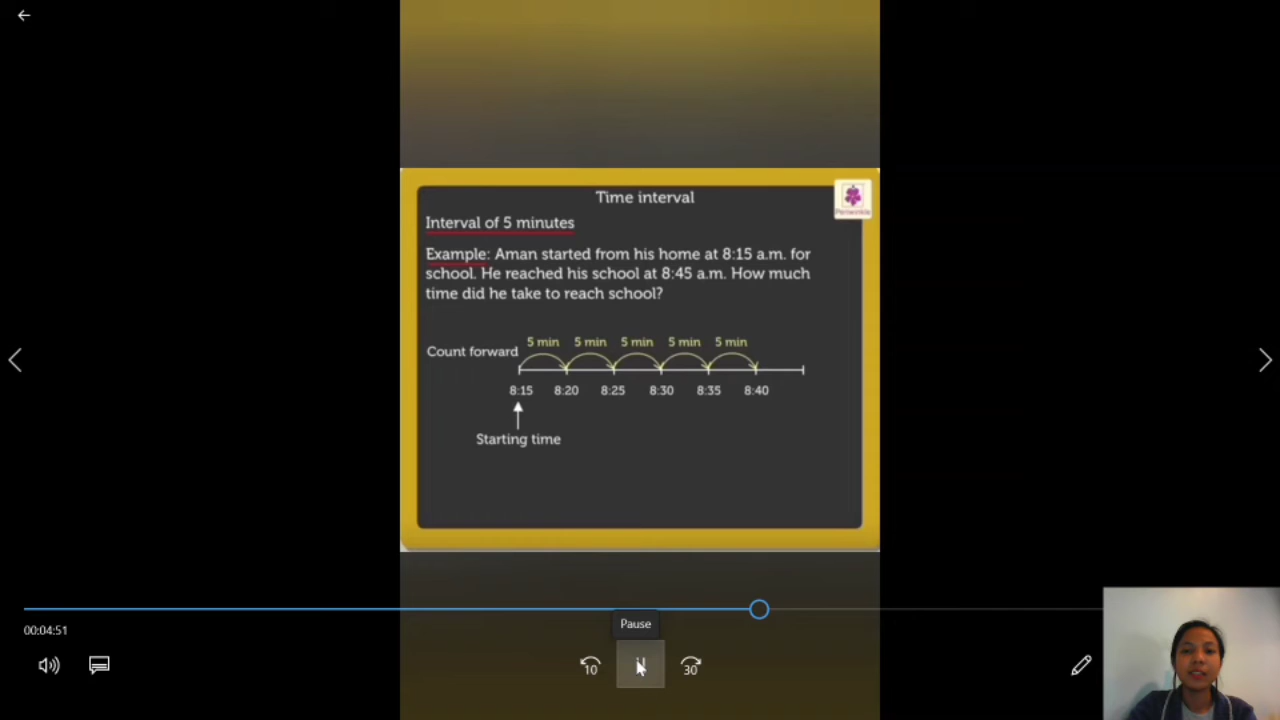 Time interval
Periwinkle
Interval of 5 minutes
Example: Aman started from his home at 8:15 a.m. for
school. He reached his school at 8:45 a.m. How much
time did he take to reach school?
5 min 5 min 5 min 5 min 5 min
Count forward
8:15 8:20 8:25 8:30 8:35 8:40
Starting time
Pause
00:04:51
10 30